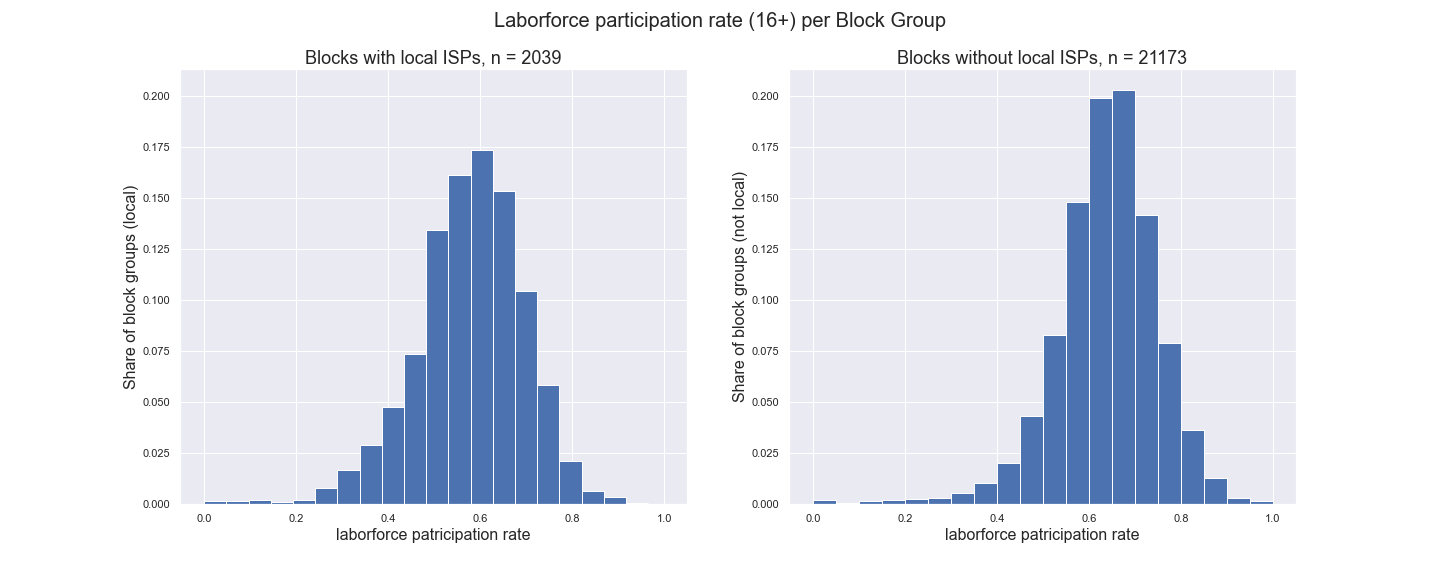 Laborforce participation rate (16+) per Block Group
Blocks with local ISPs, n = 2039
Share of block groups (local)
0.200
0.175
0.150
0.125
0.100
0.075
0.050
0.025
0.000
0.0 0.2 0.4 0.6 0.8 1.0
laborforce patricipation rate
Blocks without local ISPs, n = 21173
Share of block groups (not local)
0.200
0.175
0.150
0.125
0.100
0.075
0.050
0.025
0.000
0.0 0.2 0.4 0.6 0.8 1.0
laborforce patricipation rate